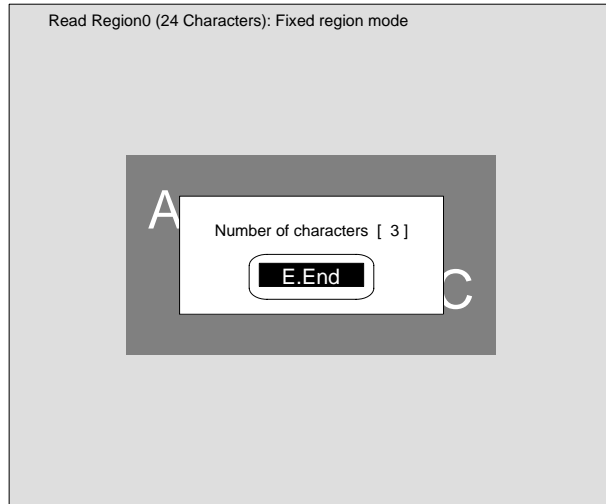 Read Region0 (24 Characters): Fixed region mode
A
Number of characters [ 3 ]
E.End
C